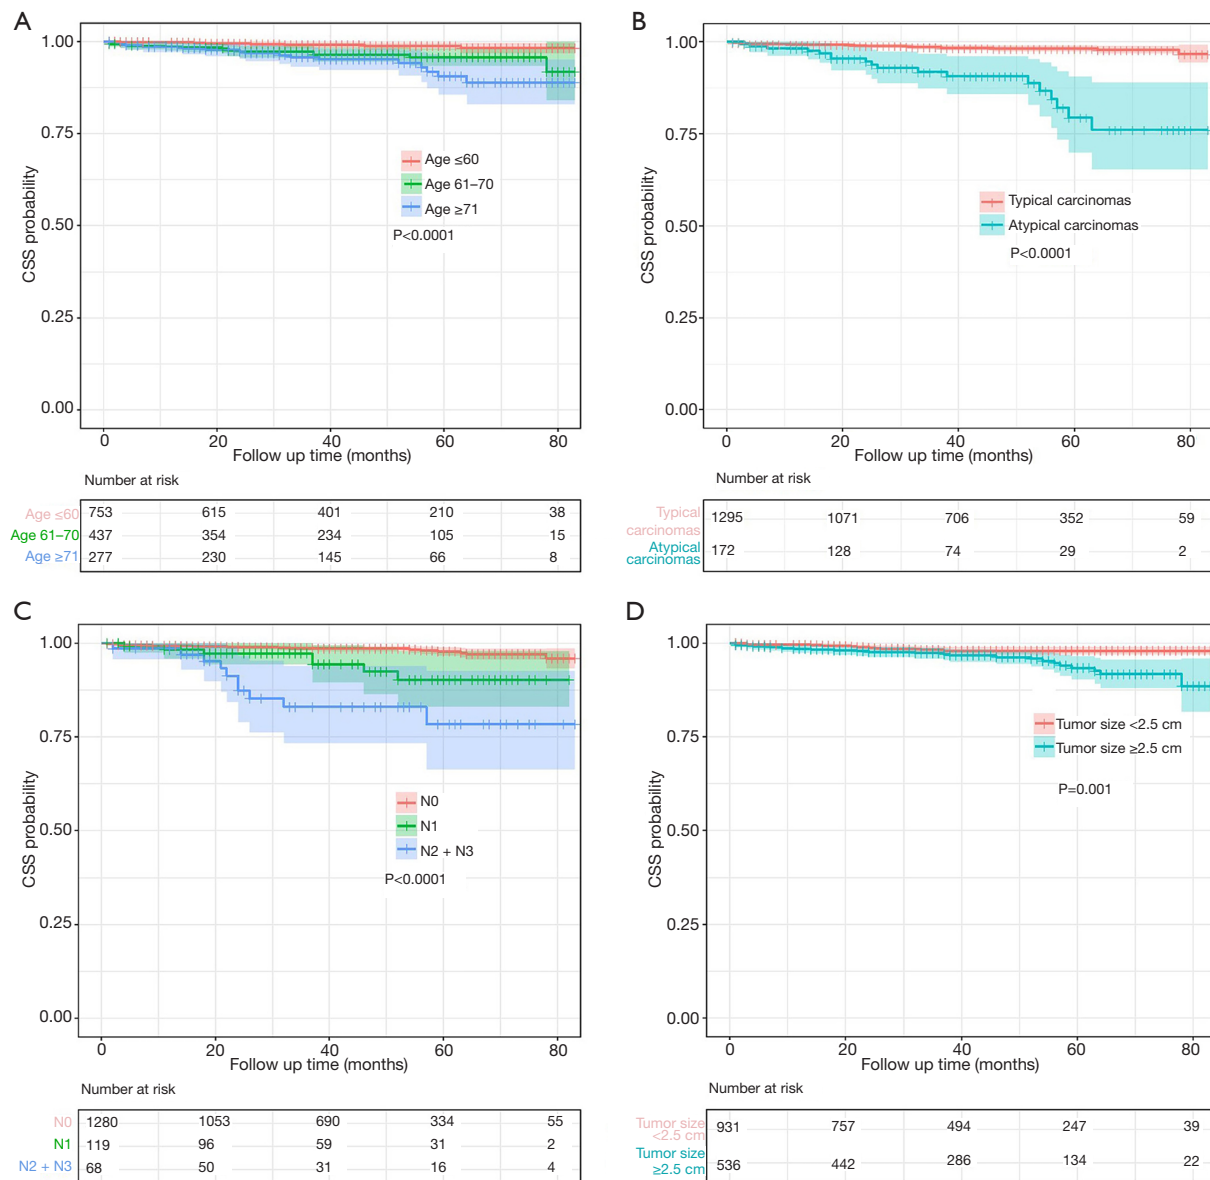 A
1.00
0.75
0.50
0.25
0.00
CSS probability
Age ≤60
Age 61–70
Age ≥71
P<0.0001
0 20 40 60 80
Follow up time (months)
Number at risk
Age ≤60 753 615 401 210 38
Age 61–70 437 354 234 105 15
Age ≥71 277 230 145 66 8
B
1.00
0.75
0.50
0.25
0.00
CSS probability
Typical carcinomas
Atypical carcinomas
P<0.0001
0 20 40 60 80
Follow up time (months)
Number at risk
Typical
carcinomas
1295 1071 706 352 59
Atypical
carcinomas
172 128 74 29 2
C
1.00
0.75
0.50
0.25
0.00
CSS probability
N0
N1
N2 + N3
P<0.0001
0 20 40 60 80
Follow up time (months)
Number at risk
N0 1280 1053 690 334 55
N1 119 96 59 31 2
N2 + N3 68 50 31 16 4
D
1.00
0.75
0.50
0.25
0.00
CSS probability
Tumor size <2.5 cm
Tumor size ≥2.5 cm
P=0.001
0 20 40 60 80
Follow up time (months)
Number at risk
Tumor size
<2.5 cm
931 757 494 247 39
Tumor size
≥2.5 cm
536 442 286 134 22